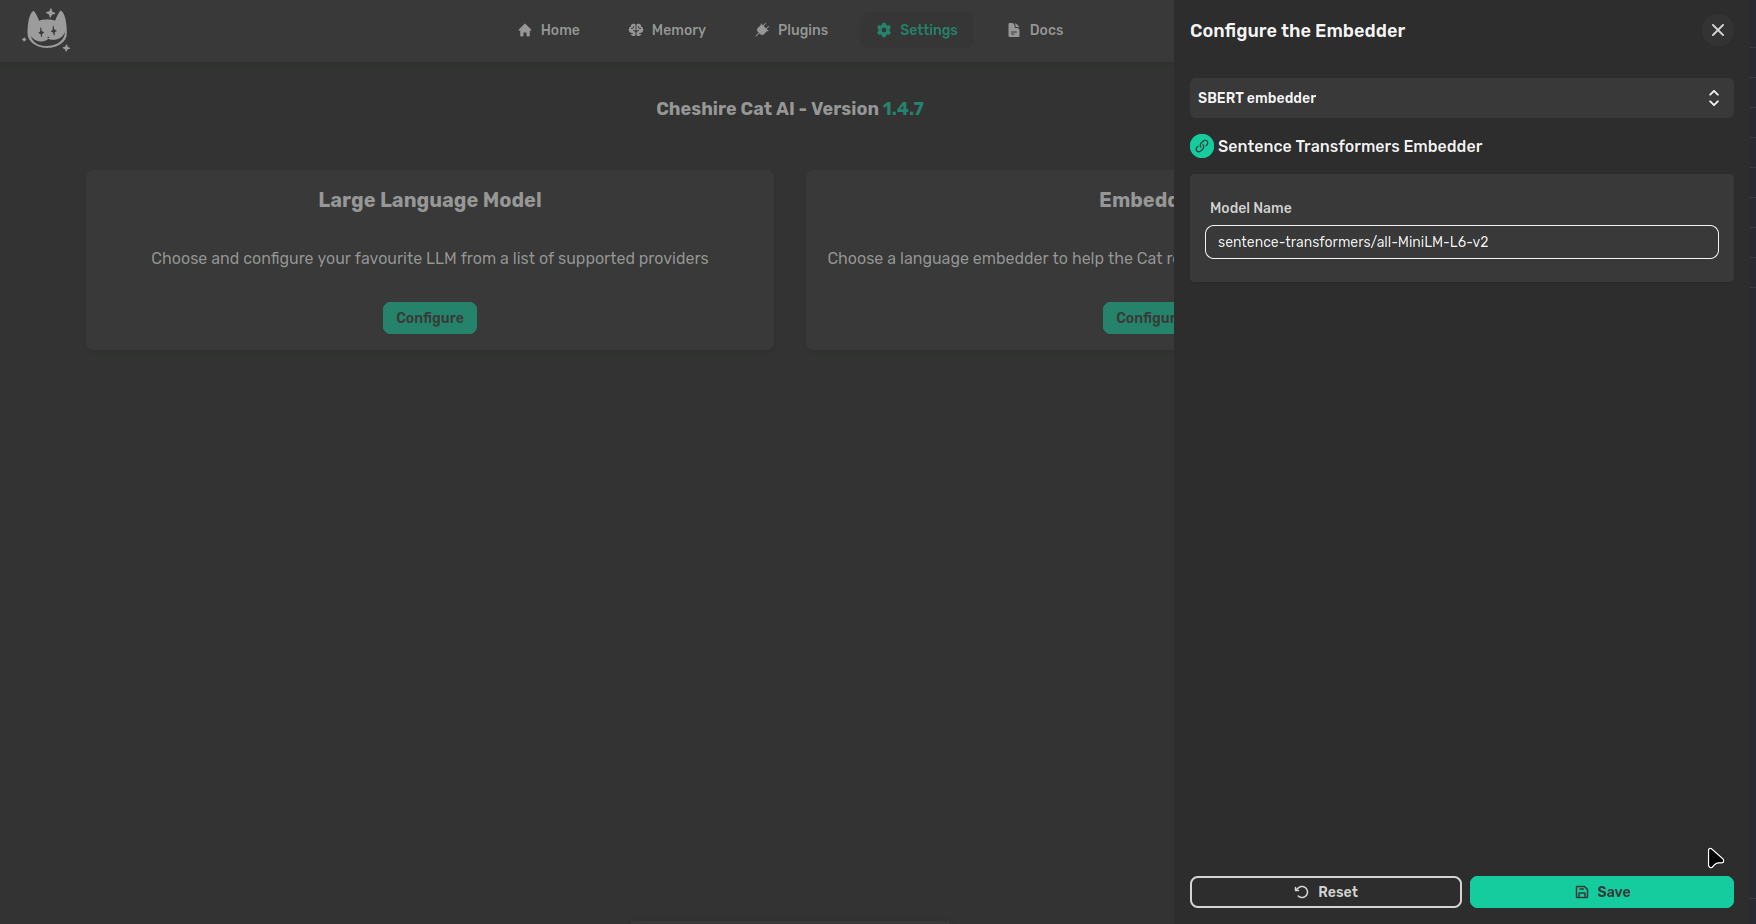 Home
Memory
Plugins
Settings
Docs
Cheshire Cat AI - Version 1.4.7
Large Language Model
Choose and configure your favourite LLM from a list of supported providers
Configure
Choose a language embedder to help the Cat
Configure the Embedder
SBERT embedder
Sentence Transformers Embedder
Model Name
sentence-transformers/all-MiniLM-L6-v2
Reset
Save